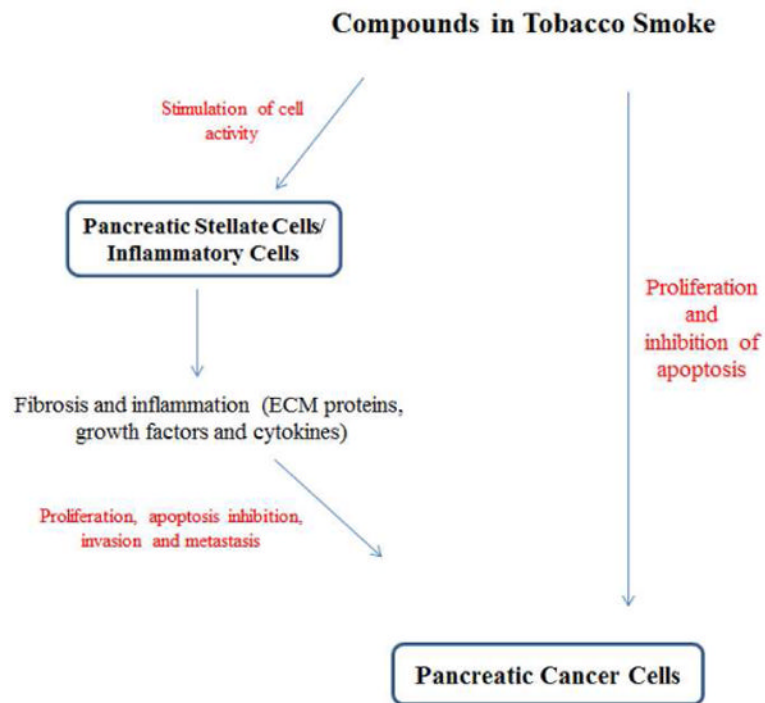 Compounds in Tobacco Smoke
Stimulation of cell
activity
Pancreatic Stellate Cells/
Inflammatory Cells
Proliferation
and
inhibition of
apoptosis
Fibrosis and inflammation (ECM proteins,
growth factors and cytokines)
Proliferation, apoptosis inhibition,
invasion and metastasis
Pancreatic Cancer Cells